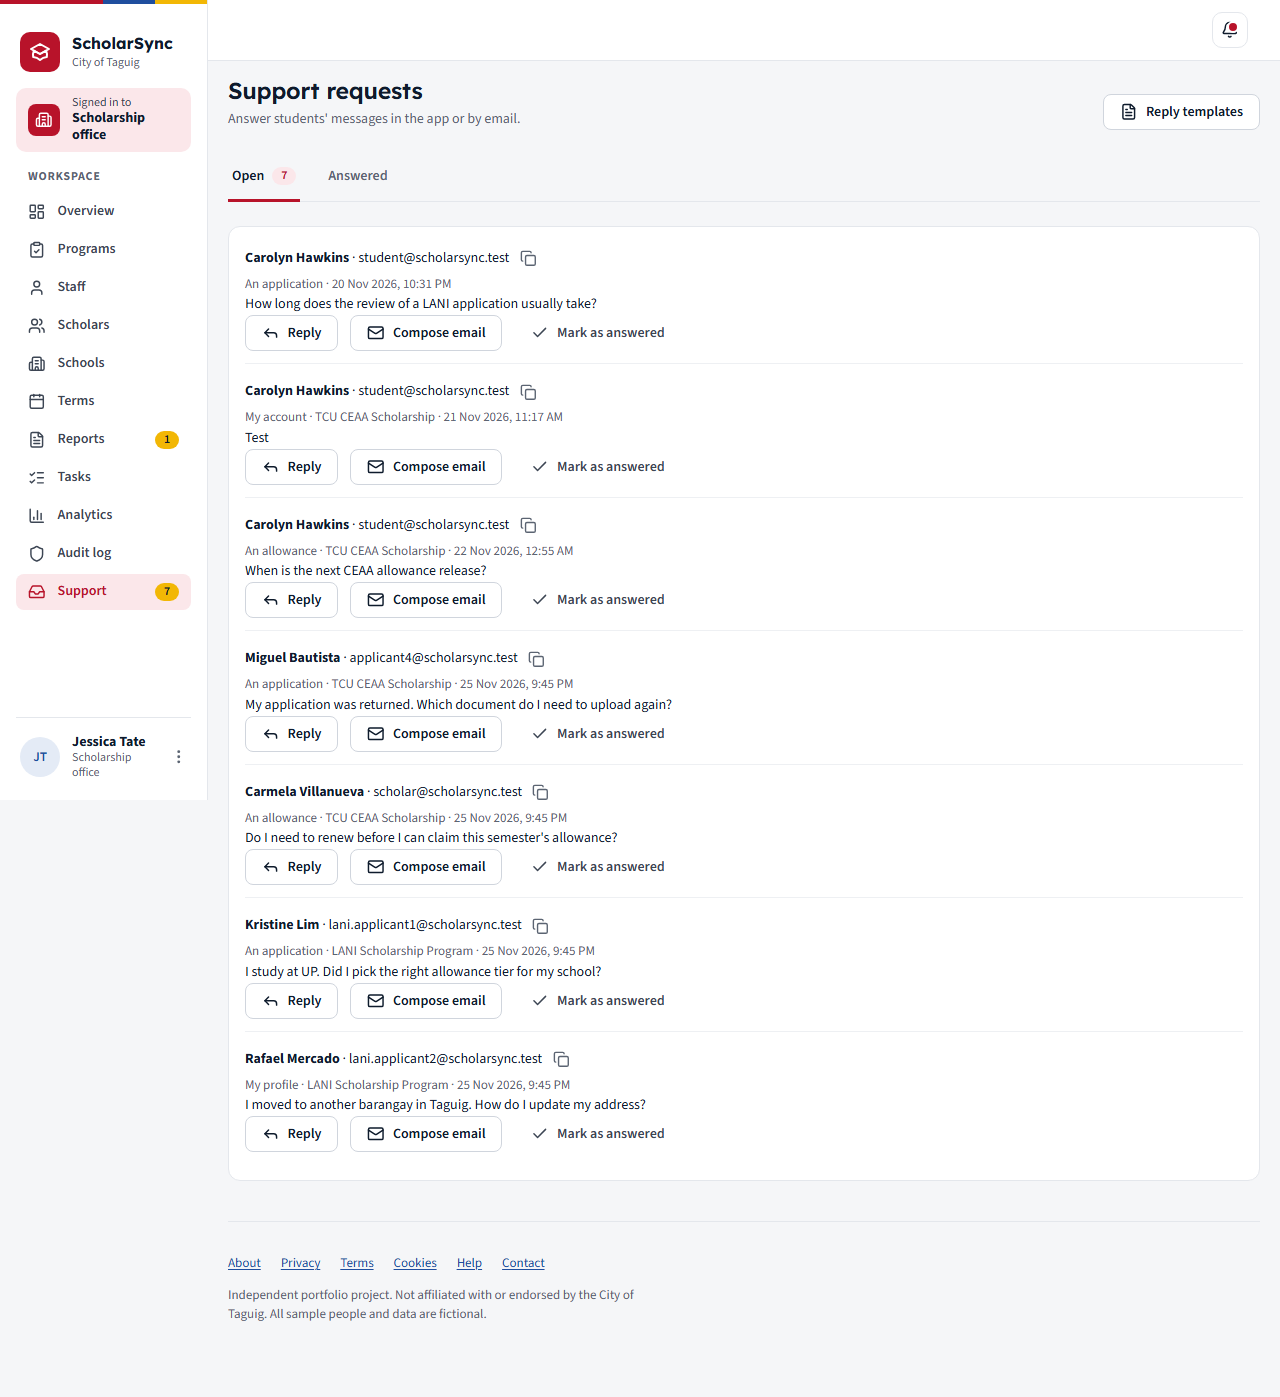 ScholarSync
City of Taguig
Signed in to
Scholarship
office
WORKSPACE
Overview
Programs
Staff
Scholars
Schools
Terms
Reports 1
Tasks
Analytics
Audit log
Support 7
JT
Jessica Tate
Scholarship
office
Support requests
Answer students' messages in the app or by email.
Reply templates
Open 7 Answered
Carolyn Hawkins · student@scholarsync.test
An application · 20 Nov 2026, 10:31 PM
How long does the review of a LANI application usually take?
Reply Compose email Mark as answered
Carolyn Hawkins · student@scholarsync.test
My account · TCU CEAA Scholarship · 21 Nov 2026, 11:17 AM
Test
Reply Compose email Mark as answered
Carolyn Hawkins · student@scholarsync.test
An allowance · TCU CEAA Scholarship · 22 Nov 2026, 12:55 AM
When is the next CEAA allowance release?
Reply Compose email Mark as answered
Miguel Bautista · applicant4@scholarsync.test
An application · TCU CEAA Scholarship · 25 Nov 2026, 9:45 PM
My application was returned. Which document do I need to upload again?
Reply Compose email Mark as answered
Carmela Villanueva · scholar@scholarsync.test
An allowance · TCU CEAA Scholarship · 25 Nov 2026, 9:45 PM
Do I need to renew before I can claim this semester's allowance?
Reply Compose email Mark as answered
Kristine Lim · lani.applicant1@scholarsync.test
An application · LANI Scholarship Program · 25 Nov 2026, 9:45 PM
I study at UP. Did I pick the right allowance tier for my school?
Reply Compose email Mark as answered
Rafael Mercado · lani.applicant2@scholarsync.test
My profile · LANI Scholarship Program · 25 Nov 2026, 9:45 PM
I moved to another barangay in Taguig. How do I update my address?
Reply Compose email Mark as answered
About Privacy Terms Cookies Help Contact
Independent portfolio project. Not affiliated with or endorsed by the City of
Taguig. All sample people and data are fictional.